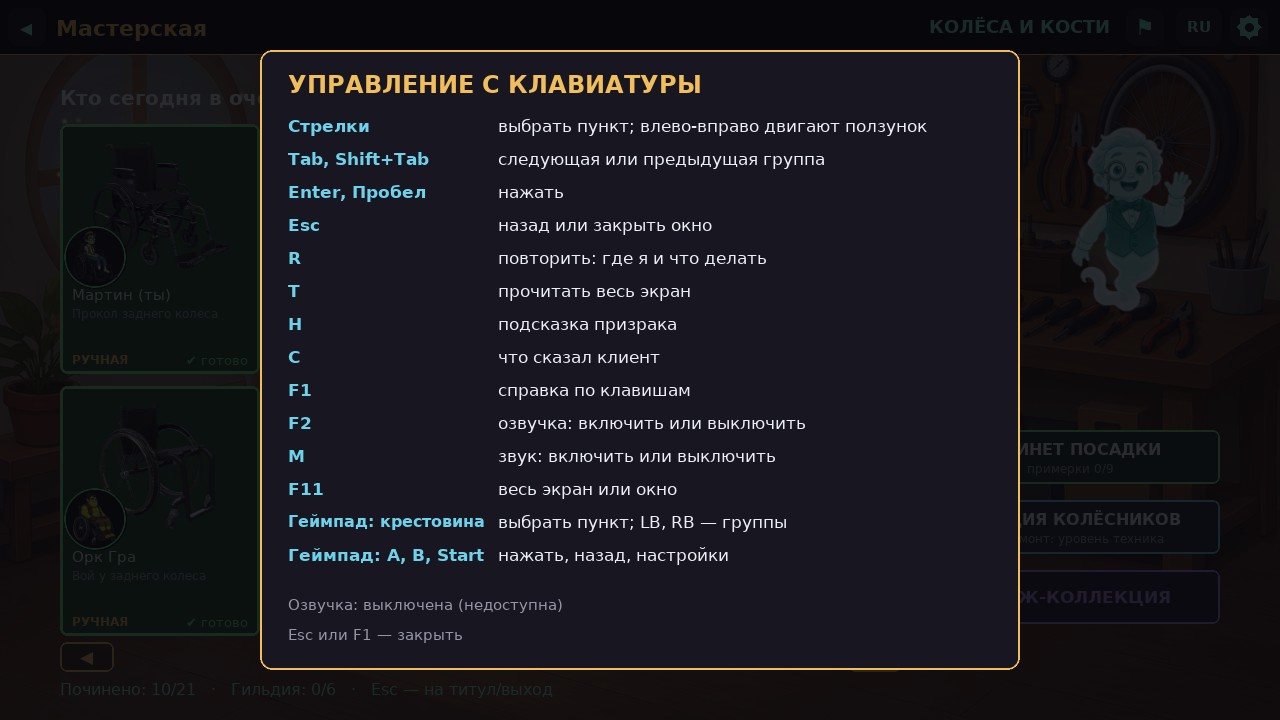 Мастерская
КОЛЁСА И КОСТИ
RU
Кто сегодня в оч
УПРАВЛЕНИЕ С КЛАВИАТУРЫ
Стрелки выбрать пункт; влево-вправо двигают ползунок
Tab, Shift+Tab следующая или предыдущая группа
Enter, Пробел нажать
Esc назад или закрыть окно
R повторить: где я и что делать
T прочитать весь экран
H подсказка призрака
C что сказал клиент
F1 справка по клавишам
F2 озвучка: включить или выключить
M звук: включить или выключить
F11 весь экран или окно
Геймпад: крестовина выбрать пункт; LB, RB — группы
Геймпад: A, B, Start нажать, назад, настройки
Озвучка: выключена (недоступна)
Esc или F1 — закрыть
Мартин (ты)
Прокол заднего колеса
РУЧНАЯ ✔ готово
Орк Гра
Вой у заднего колеса
РУЧНАЯ ✔ готово
ИНЕТ ПОСАДКИ
примерки 0/9
ИЯ КОЛЁСНИКОВ
монт: уровень техника
Ж-КОЛЛЕКЦИЯ
Починено: 10/21 · Гильдия: 0/6 · Esc — на титул/выход